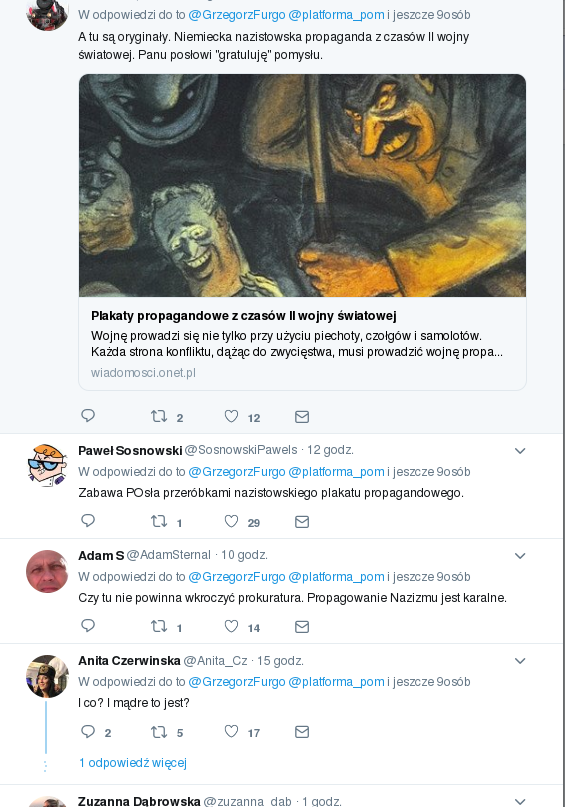 W odpowiedzi do to @GrzegorzFurgo @platforma_pom i jeszcze 9osób
A tu są oryginały. Niemiecka nazistowska propaganda z czasów II wojny
światowej. Panu posłowi "gratuluję" pomysłu.
Plakaty propagandowe z czasów II wojny światowej
Wojnę prowadzi się nie tylko przy użyciu piechoty, czołgów i samolotów.
Każda strona konfliktu, dążąc do zwycięstwa, musi prowadzić wojnę propa...
wiadomosci.onet.pl
2 12
Paweł Sosnowski @SosnowskiPawels · 12 godz.
W odpowiedzi do to @GrzegorzFurgo @platforma_pom i jeszcze 9osób
Zabawa POsła przeróbkami nazistowskiego plakatu propagandowego.
1 29
Adam S @AdamSternal · 10 godz.
W odpowiedzi do to @GrzegorzFurgo @platforma_pom i jeszcze 9osób
Czy tu nie powinna wkroczyć prokuratura. Propagowanie Nazizmu jest karalne.
1 14
Anita Czerwinska @Anita_Cz · 15 godz.
W odpowiedzi do to @GrzegorzFurgo @platforma_pom i jeszcze 9osób
I co? I mądre to jest?
2 5 17
1 odpowiedź więcej
Zuzanna Dąbrowska @zuzanna_dab · 1 godz.